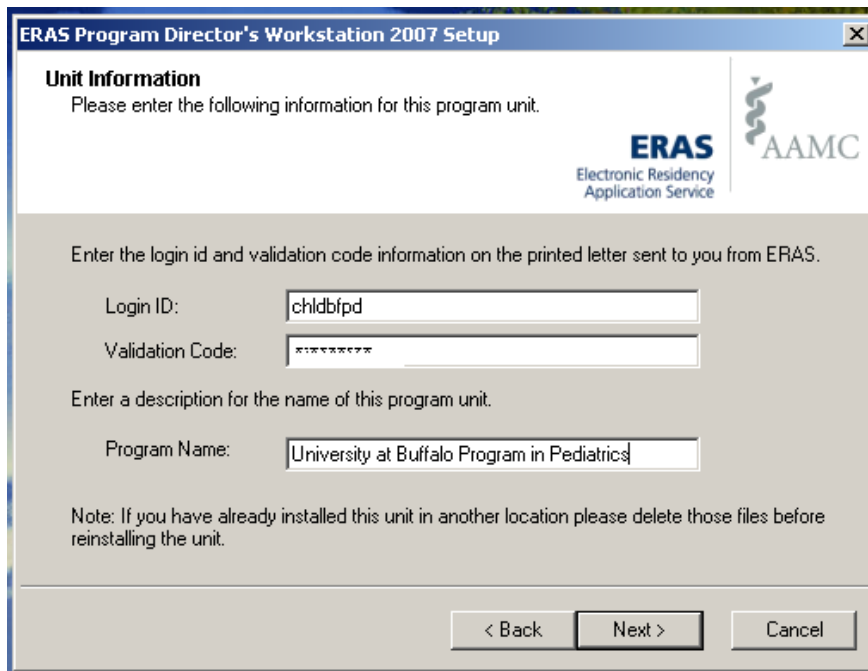 ERAS Program Director's Workstation 2007 Setup
Unit Information
Please enter the following information for this program unit.
ERAS
Electronic Residency
Application Service
AAMC
Enter the login id and validation code information on the printed letter sent to you from ERAS.
Login ID: chldbfpd
Validation Code: *********
Enter a description for the name of this program unit.
Program Name: University at Buffalo Program in Pediatrics
Note: If you have already installed this unit in another location please delete those files before
reinstalling the unit.
< Back Next > Cancel